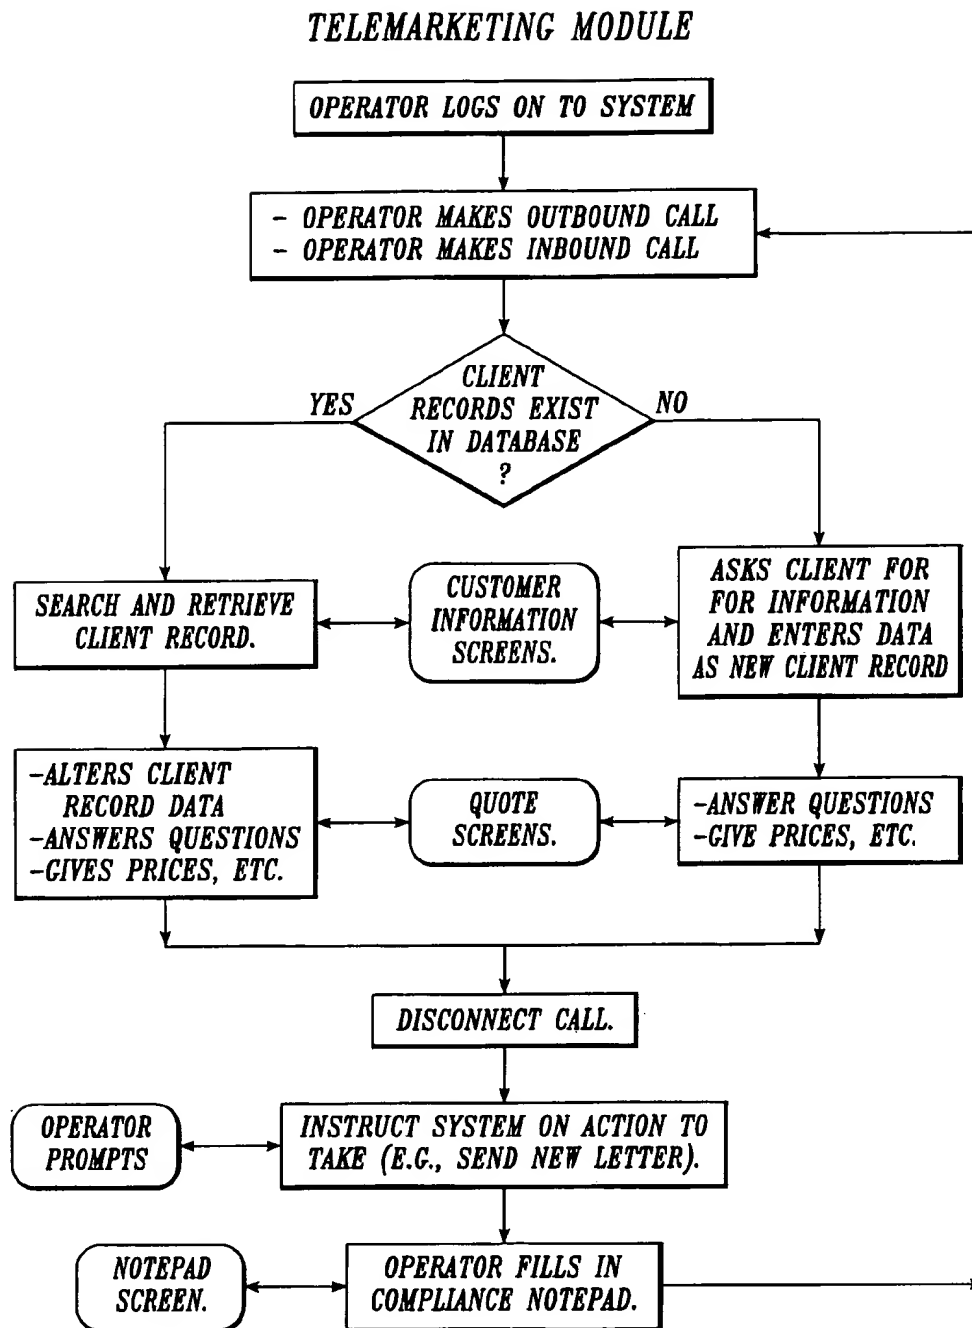 TELEMARKETING MODULE
OPERATOR LOGS ON TO SYSTEM
- OPERATOR MAKES OUTBOUND CALL
- OPERATOR MAKES INBOUND CALL
CLIENT
RECORDS EXIST
IN DATABASE
?
YES
NO
SEARCH AND RETRIEVE
CLIENT RECORD.
CUSTOMER
INFORMATION
SCREENS.
ASKS CLIENT FOR
FOR INFORMATION
AND ENTERS DATA
AS NEW CLIENT RECORD
-ALTERS CLIENT
RECORD DATA
-ANSWERS QUESTIONS
-GIVES PRICES, ETC.
QUOTE
SCREENS.
-ANSWER QUESTIONS
-GIVE PRICES, ETC.
DISCONNECT CALL.
OPERATOR
PROMPTS
INSTRUCT SYSTEM ON ACTION TO
TAKE (E.G., SEND NEW LETTER).
NOTEPAD
SCREEN.
OPERATOR FILLS IN
COMPLIANCE NOTEPAD.